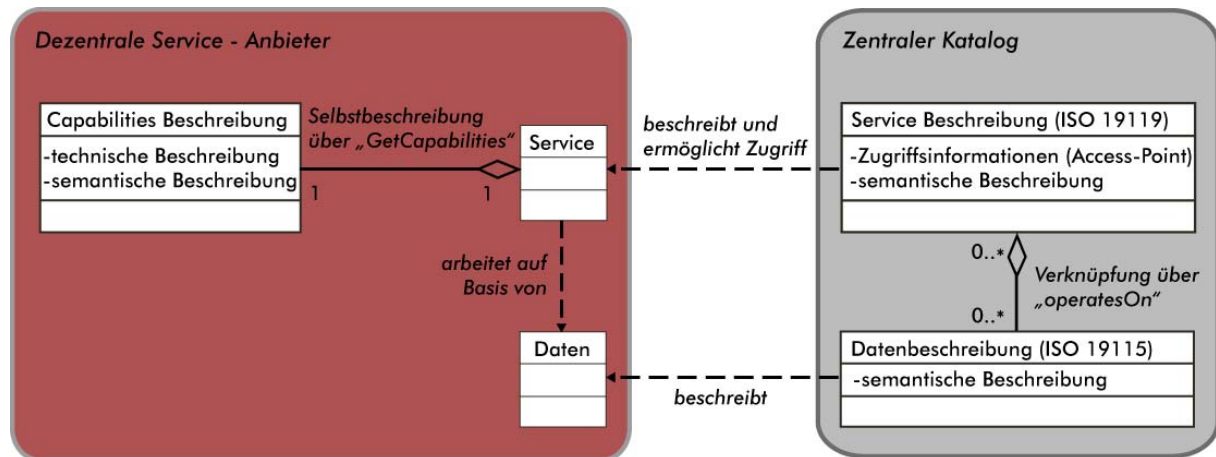 Dezentrale Service - Anbieter
Capabilities Beschreibung
-technische Beschreibung
-semantische Beschreibung
Selbstbeschreibung
über „GetCapabilities“
1
1
Service
arbeitet auf
Basis von
Daten
beschreibt und
ermöglicht Zugriff
beschreibt
Zentraler Katalog
Service Beschreibung (ISO 19119)
-Zugriffsinformationen (Access-Point)
-semantische Beschreibung
0..*
Verknüpfung über
„operatesOn“
0..*
Datenbeschreibung (ISO 19115)
-semantische Beschreibung